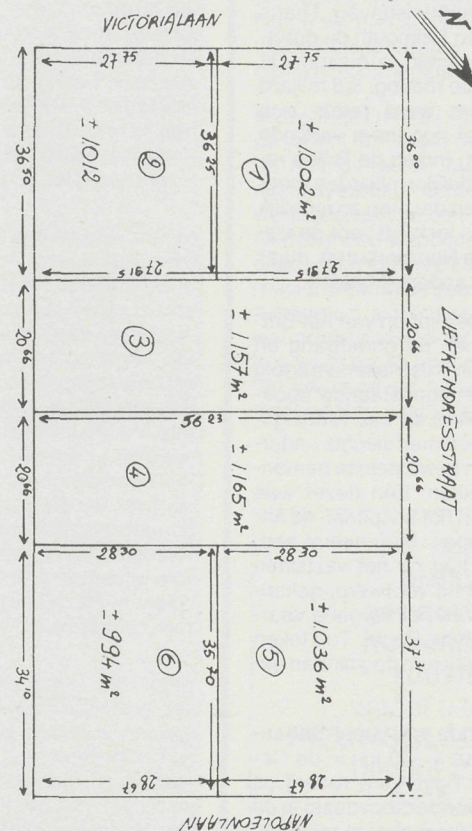 VICTORIALAAN
N
27 75
27 75
36 50
± 1012
②
36 25
①
± 1002 m²
36 00
27 91 5
27 91 5
20 66
③
± 1157 m²
20 66
LIEFKEMORESSTRAAT
56 23
20 66
④
± 1165 m²
20 66
28 30
28 30
34 10
± 994 m²
⑥
35 70
⑤
± 1036 m²
37 31
28 67
28 67
NAPOLEONLAAN